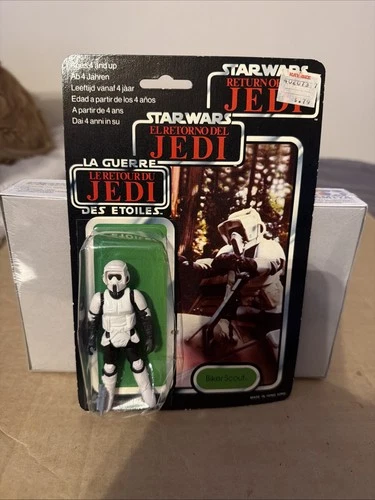 Ages 4 and up
Ab 4 Jahren
Leeftijd vanaf 4 jaar
Edad a partir de los 4 años
A partir de 4 ans
Dai 4 anni in su
STAR WARS
RETURN OF
JEDI
STAR WARS
EL RETORNO DEL
JEDI
LA GUERRE
LE RETOUR DU
JEDI
DES ETOILES
Biker Scout